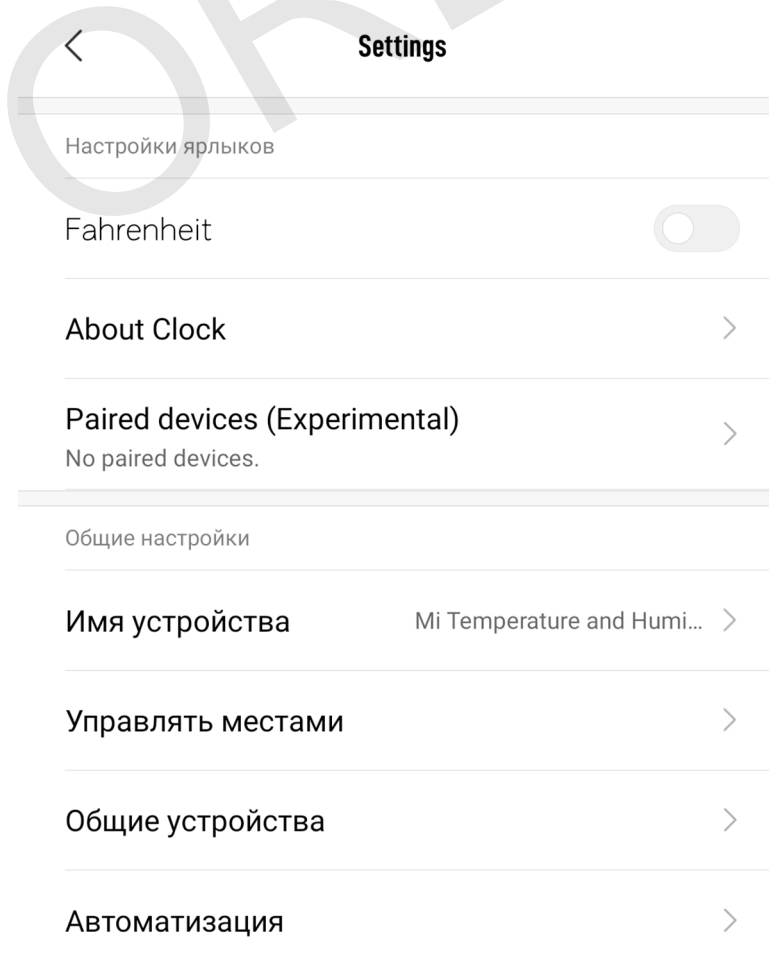 Settings
Настройки ярлыков
Fahrenheit
About Clock
Paired devices (Experimental)
No paired devices.
Общие настройки
Имя устройства Mi Temperature and Humi...
Управлять местами
Общие устройства
Автоматизация